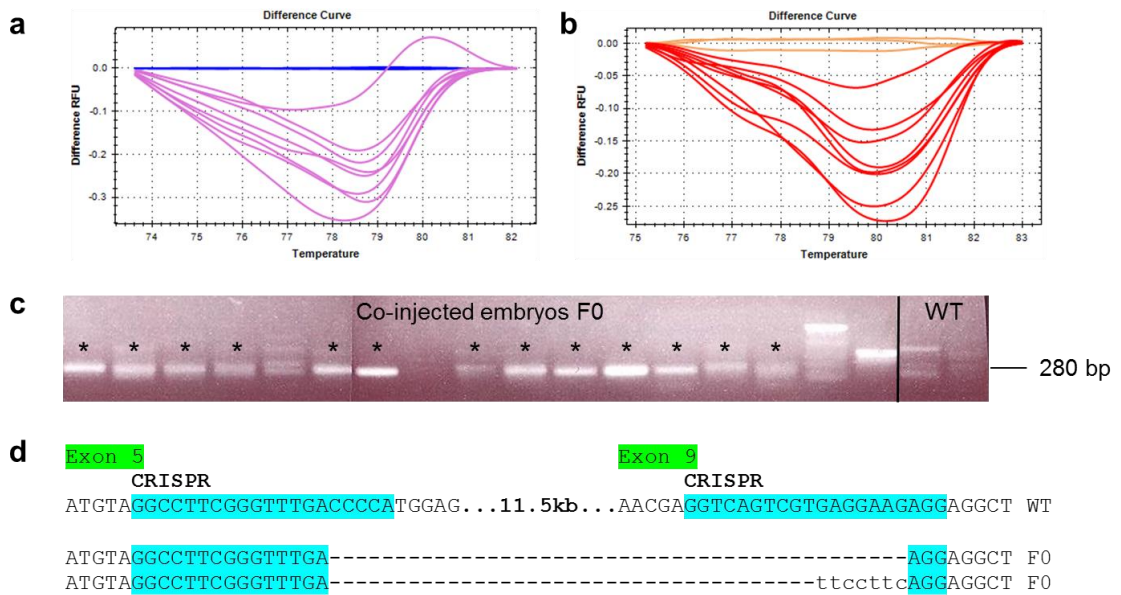 a
Difference Curve
Difference RFU
0.0
-0.1
-0.2
-0.3
74 75 76 77 78 79 80 81 82
Temperature
b
Difference Curve
Difference RFU
0.00
-0.05
-0.10
-0.15
-0.20
-0.25
75 76 77 78 79 80 81 82 83
Temperature
c
Co-injected embryos F0 WT
* * * * * * * * * * * * *
280 bp
d
Exon 5 Exon 9
CRISPR CRISPR
ATGTAGGCCTTCGGGTTTGACCCCATGGAG...11.5kb...AACGAGGTCAGTCGTGAGGAAGAGGAGGCT WT
ATGTAGGCCTTCGGGTTTGA-----------------------------------AGGAGGCT F0
ATGTAGGCCTTCGGGTTTGA-----------------------------ttccttcAGGAGGCT F0